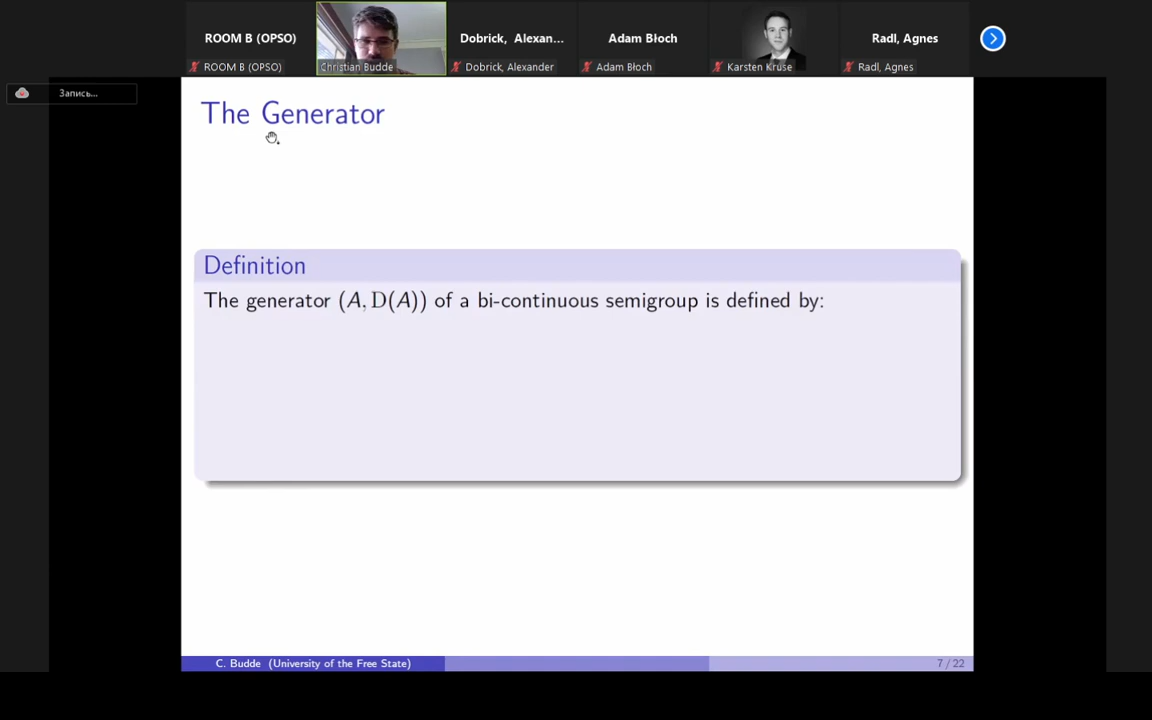 ROOM B (OPSO)
Dobrick, Alexan...
Adam Błoch
Radl, Agnes
ROOM B (OPSO)
Christian Budde
Dobrick, Alexander
Adam Błoch
Karsten Kruse
Radl, Agnes
Запись...
The Generator
Definition
The generator (A, D(A)) of a bi-continuous semigroup is defined by:
C. Budde (University of the Free State)
7 / 22